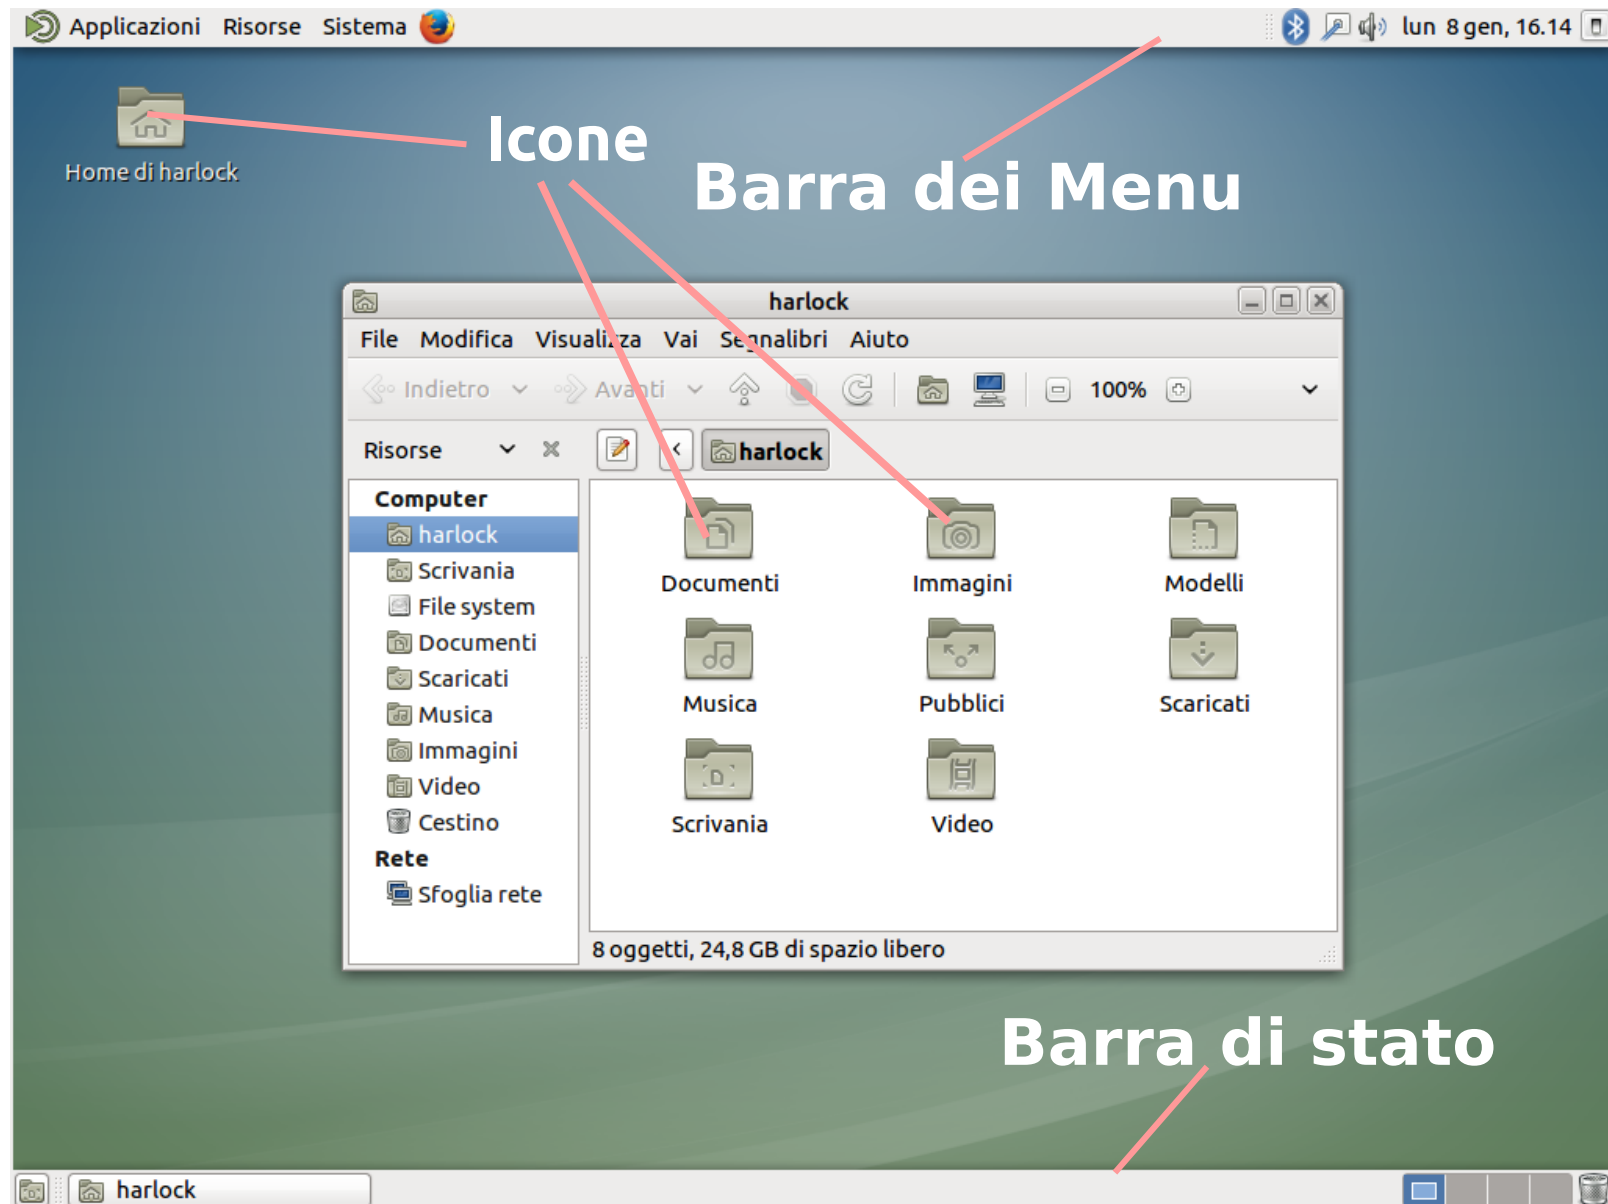 Applicazioni Risorse Sistema lun 8 gen, 16.14
Home di harlock
Icone
Barra dei Menu
harlock
File Modifica Visualizza Vai Segnalibri Aiuto
Indietro Avanti 100%
Risorse harlock
Computer
harlock
Scrivania
File system
Documenti
Scaricati
Musica
Immagini
Video
Cestino
Rete
Sfoglia rete
Documenti Immagini Modelli
Musica Pubblici Scaricati
Scrivania Video
8 oggetti, 24,8 GB di spazio libero
Barra di stato
harlock